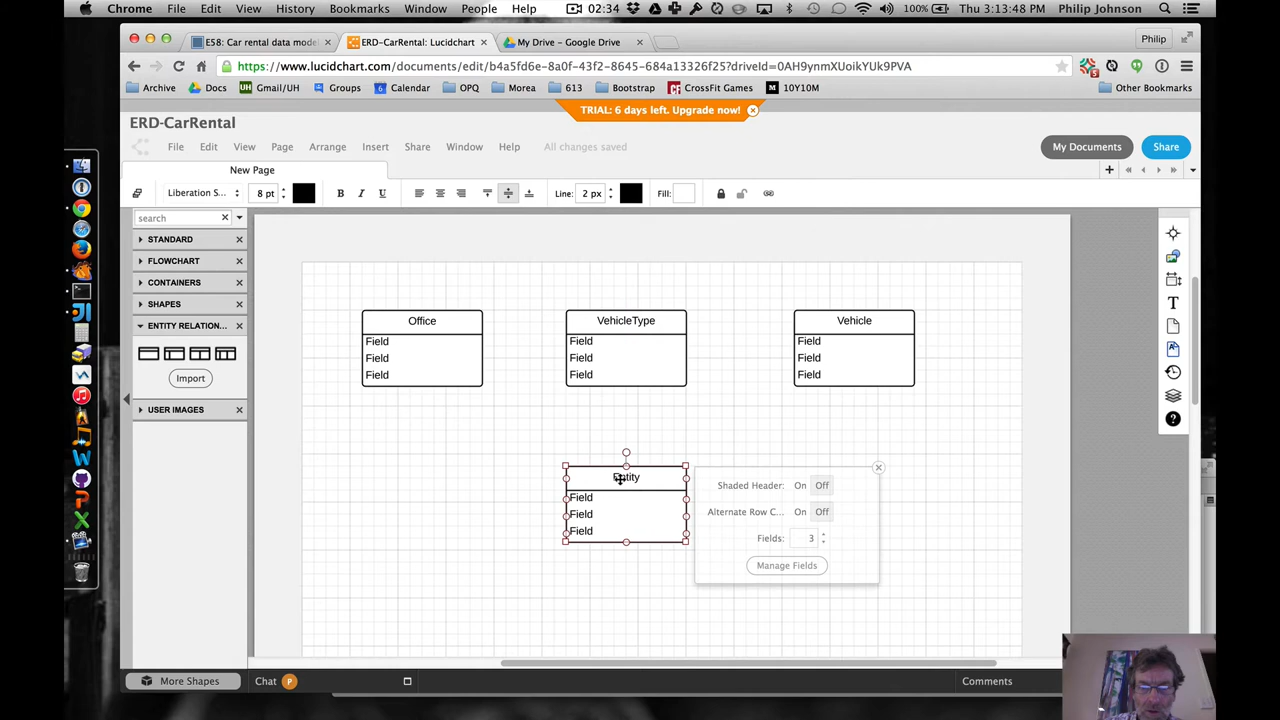 Chrome File Edit View History Bookmarks Window People Help 02:34 100% Thu 3:13:48 PM Philip Johnson
E58: Car rental data model ERD-CarRental: Lucidchart My Drive - Google Drive Philip
https://www.lucidchart.com/documents/edit/b4a5fd6e-8a0f-43f2-8645-684a13326f25?driveId=0AH9ynmXUoikYUk9PVA
Archive Docs Gmail/UH Groups Calendar OPQ Morea 613 Bootstrap CrossFit Games 10Y10M Other Bookmarks
TRIAL: 6 days left. Upgrade now!
ERD-CarRental
File Edit View Page Arrange Insert Share Window Help All changes saved My Documents Share
New Page
Liberation S... 8 pt B I U Line: 2 px Fill:
search
STANDARD
FLOWCHART
CONTAINERS
SHAPES
ENTITY RELATION...
Import
USER IMAGES
Office VehicleType Vehicle
Field Field Field
Field Field Field
Field Field Field
Entity
Field
Field
Field
Shaded Header: On Off
Alternate Row C... On Off
Fields: 3
Manage Fields
More Shapes Chat P Comments